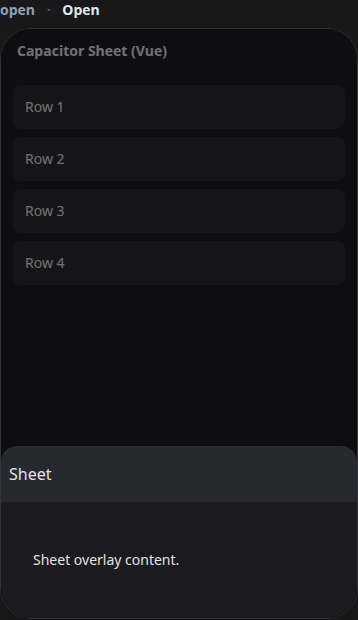 open · Open
Capacitor Sheet (Vue)
Row 1
Row 2
Row 3
Row 4
Sheet
Sheet overlay content.